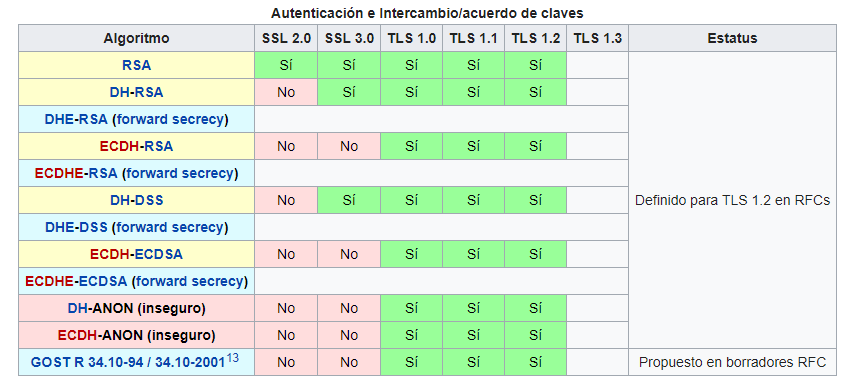 Autenticación e Intercambio/acuerdo de claves
Algoritmo SSL 2.0 SSL 3.0 TLS 1.0 TLS 1.1 TLS 1.2 TLS 1.3 Estatus
RSA Sí Sí Sí Sí Sí
DH-RSA No Sí Sí Sí Sí
DHE-RSA (forward secrecy)
ECDH-RSA No No Sí Sí Sí
ECDHE-RSA (forward secrecy)
DH-DSS No Sí Sí Sí Sí Definido para TLS 1.2 en RFCs
DHE-DSS (forward secrecy)
ECDH-ECDSA No No Sí Sí Sí
ECDHE-ECDSA (forward secrecy)
DH-ANON (inseguro) No No Sí Sí Sí
ECDH-ANON (inseguro) No No Sí Sí Sí
GOST R 34.10-94 / 34.10-200113 No No Sí Sí Sí Propuesto en borradores RFC